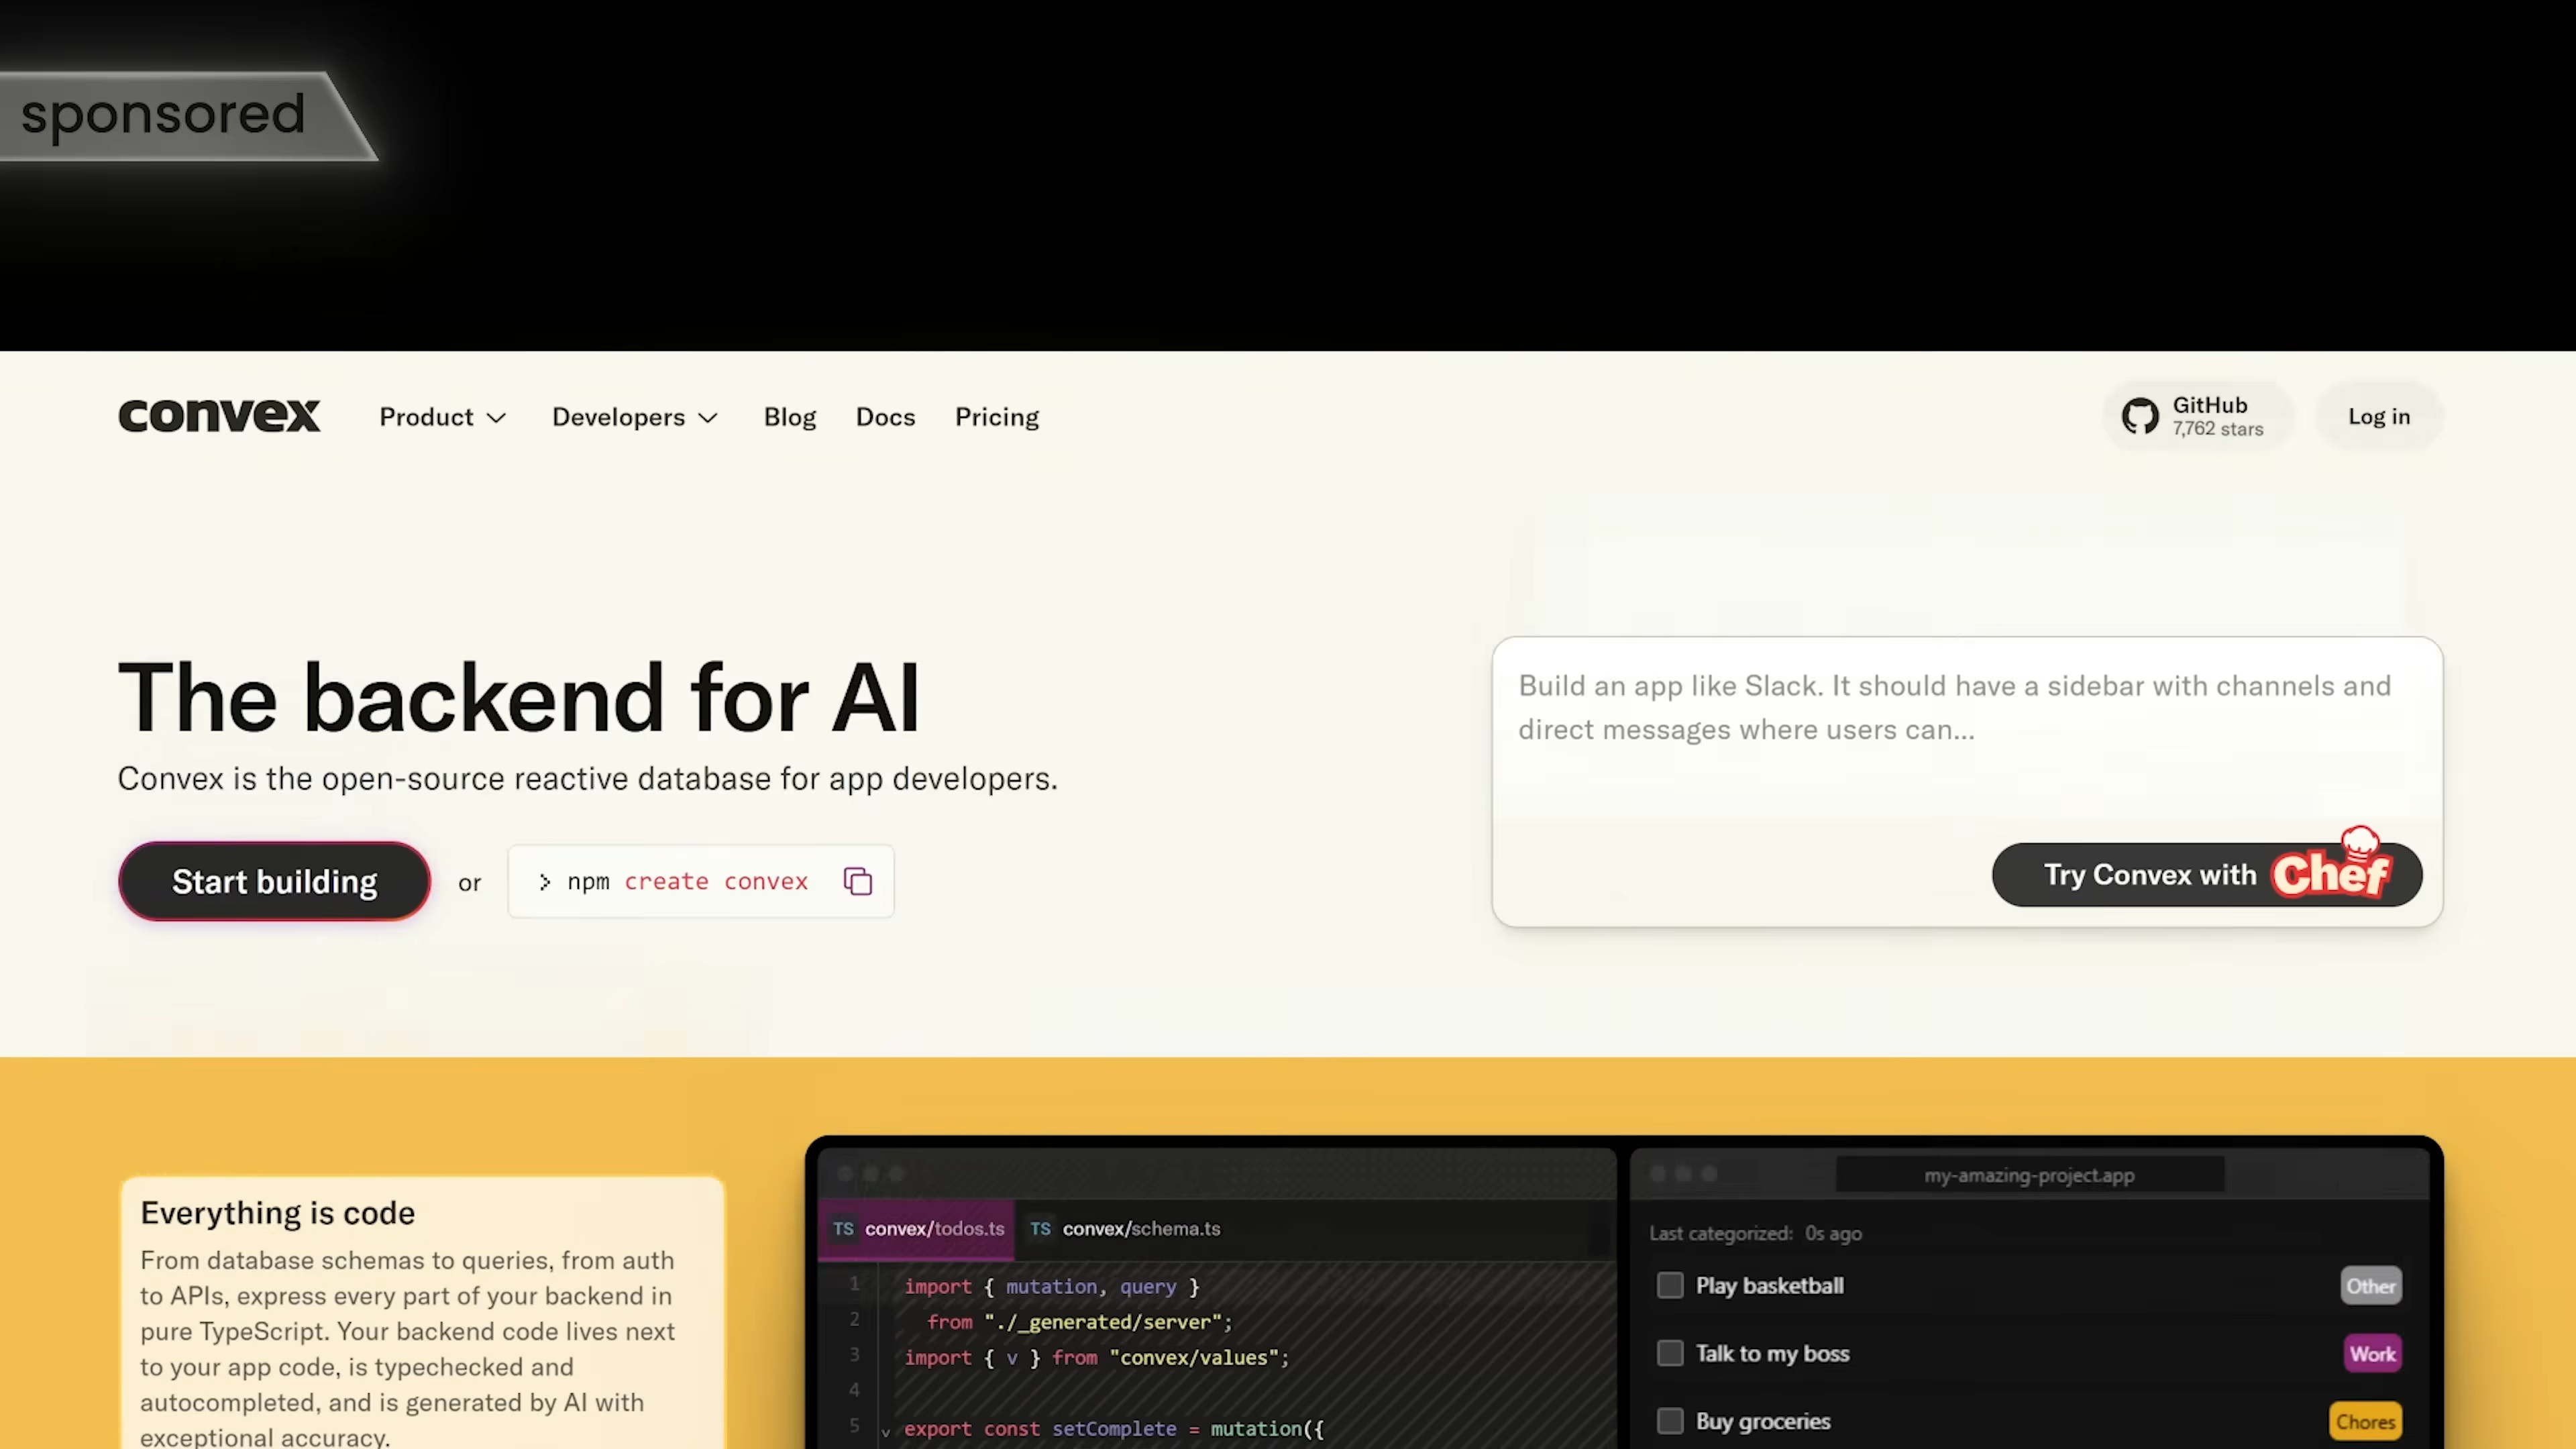 sponsored
convex
Product
Developers
Blog
Docs
Pricing
GitHub
7,762 stars
Log in
The backend for AI
Convex is the open-source reactive database for app developers.
Start building
or
> npm create convex
Build an app like Slack. It should have a sidebar with channels and
direct messages where users can...
Try Convex with Chef
Everything is code
From database schemas to queries, from auth
to APIs, express every part of your backend in
pure TypeScript. Your backend code lives next
to your app code, is typechecked and
autocompleted, and is generated by AI with
exceptional accuracy.
TS convex/todos.ts
TS convex/schema.ts
1 import { mutation, query }
2 from "./_generated/server";
3 import { v } from "convex/values";
4
5 export const setComplete = mutation({
my-amazing-project.app
Last categorized: 0s ago
Play basketball
Other
Talk to my boss
Work
Buy groceries
Chores